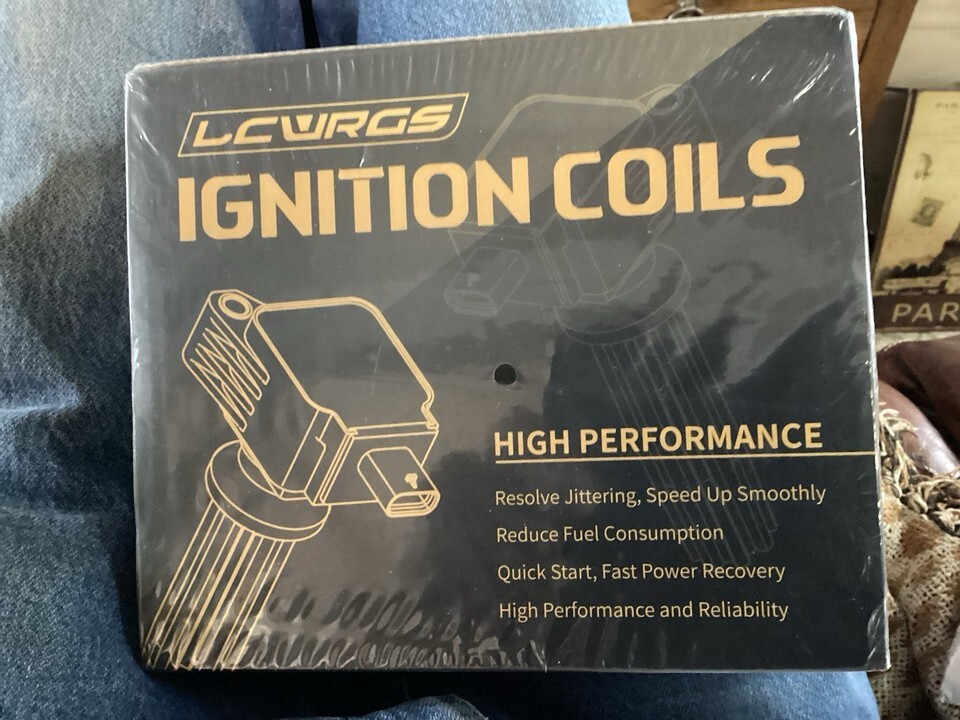 LCWRGS
IGNITION COILS
HIGH PERFORMANCE
Resolve Jittering, Speed Up Smoothly
Reduce Fuel Consumption
Quick Start, Fast Power Recovery
High Performance and Reliability